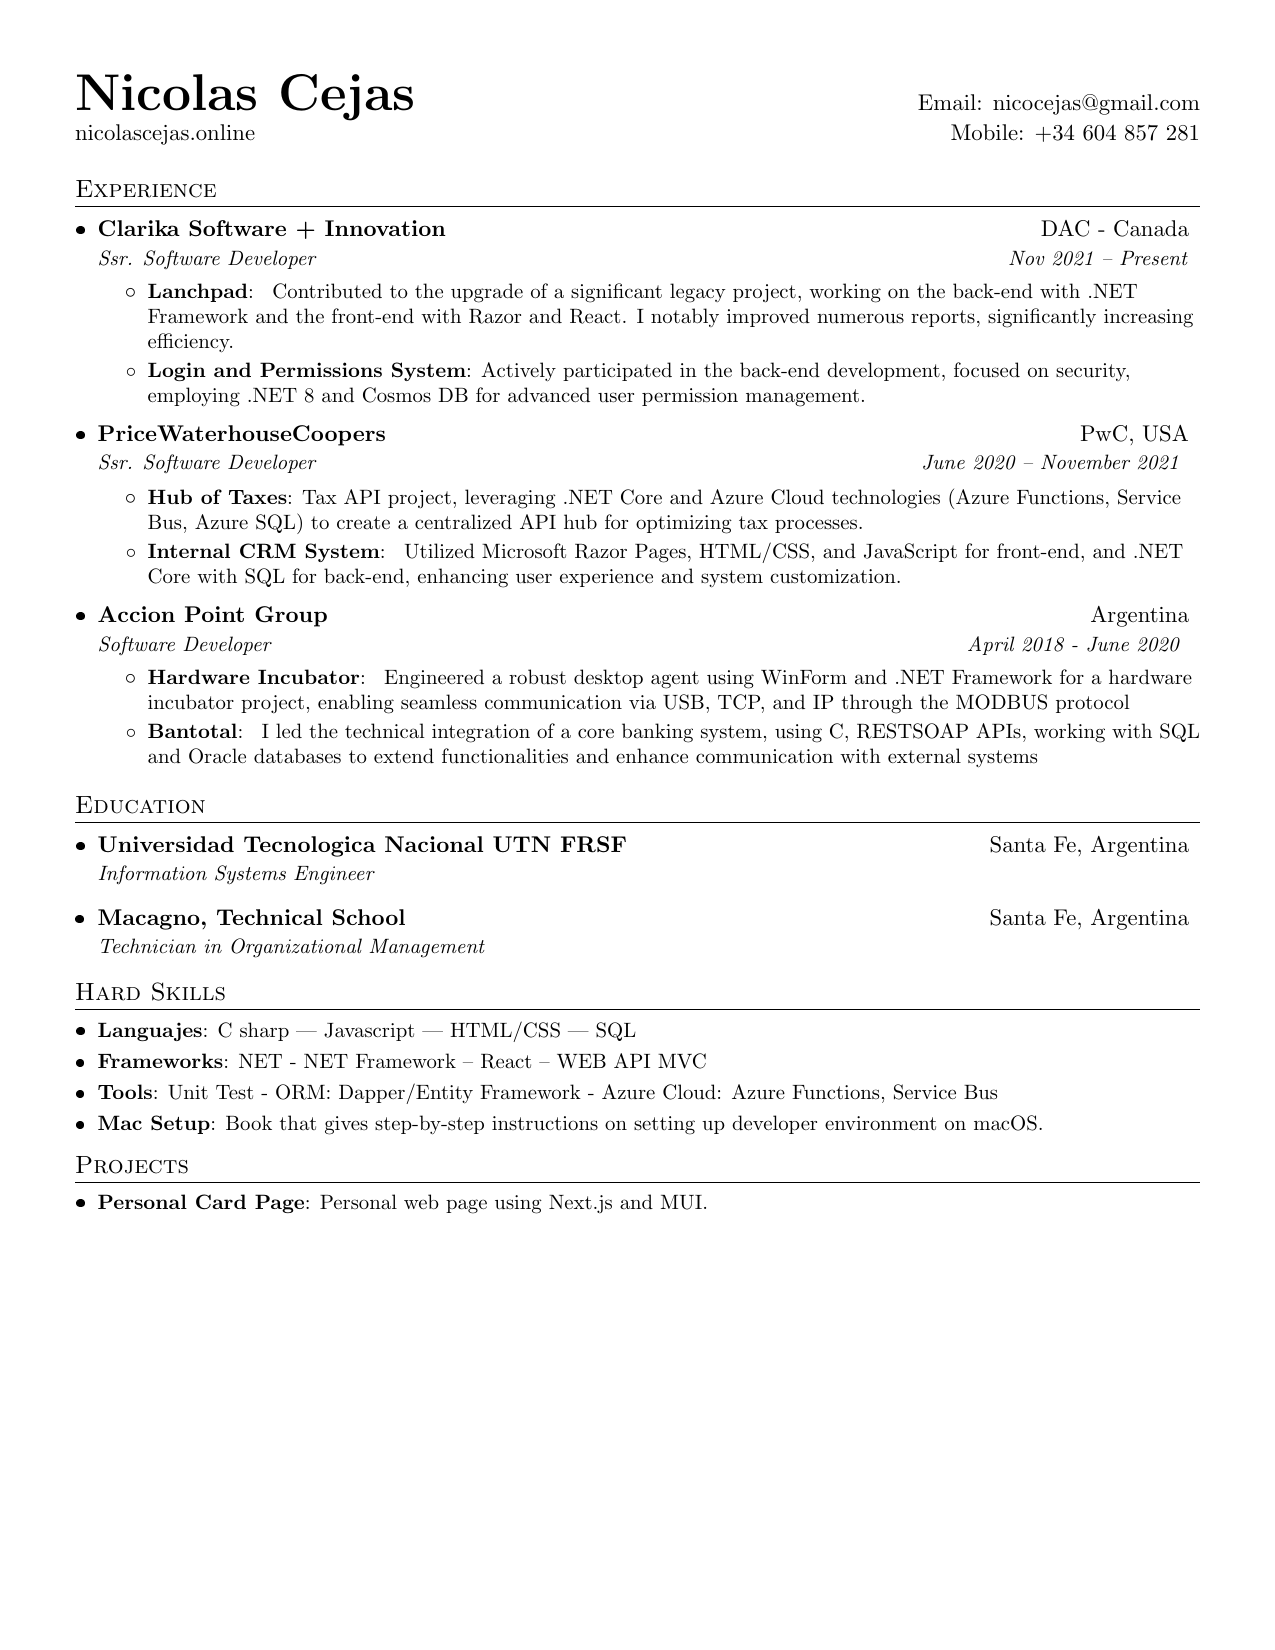 Nicolas Cejas
nicolascejas.online
Email: nicocejas@gmail.com
Mobile: +34 604 857 281
Experience
• Clarika Software + Innovation DAC - Canada
Ssr. Software Developer Nov 2021 – Present
◦ Lanchpad: Contributed to the upgrade of a significant legacy project, working on the back-end with .NET
Framework and the front-end with Razor and React. I notably improved numerous reports, significantly increasing
efficiency.
◦ Login and Permissions System: Actively participated in the back-end development, focused on security,
employing .NET 8 and Cosmos DB for advanced user permission management.
• PriceWaterhouseCoopers PwC, USA
Ssr. Software Developer June 2020 – November 2021
◦ Hub of Taxes: Tax API project, leveraging .NET Core and Azure Cloud technologies (Azure Functions, Service
Bus, Azure SQL) to create a centralized API hub for optimizing tax processes.
◦ Internal CRM System: Utilized Microsoft Razor Pages, HTML/CSS, and JavaScript for front-end, and .NET
Core with SQL for back-end, enhancing user experience and system customization.
• Accion Point Group Argentina
Software Developer April 2018 - June 2020
◦ Hardware Incubator: Engineered a robust desktop agent using WinForm and .NET Framework for a hardware
incubator project, enabling seamless communication via USB, TCP, and IP through the MODBUS protocol
◦ Bantotal: I led the technical integration of a core banking system, using C, RESTSOAP APIs, working with SQL
and Oracle databases to extend functionalities and enhance communication with external systems
Education
• Universidad Tecnologica Nacional UTN FRSF Santa Fe, Argentina
Information Systems Engineer
• Macagno, Technical School Santa Fe, Argentina
Technician in Organizational Management
Hard Skills
• Languajes: C sharp — Javascript — HTML/CSS — SQL
• Frameworks: NET - NET Framework – React – WEB API MVC
• Tools: Unit Test - ORM: Dapper/Entity Framework - Azure Cloud: Azure Functions, Service Bus
• Mac Setup: Book that gives step-by-step instructions on setting up developer environment on macOS.
Projects
• Personal Card Page: Personal web page using Next.js and MUI.